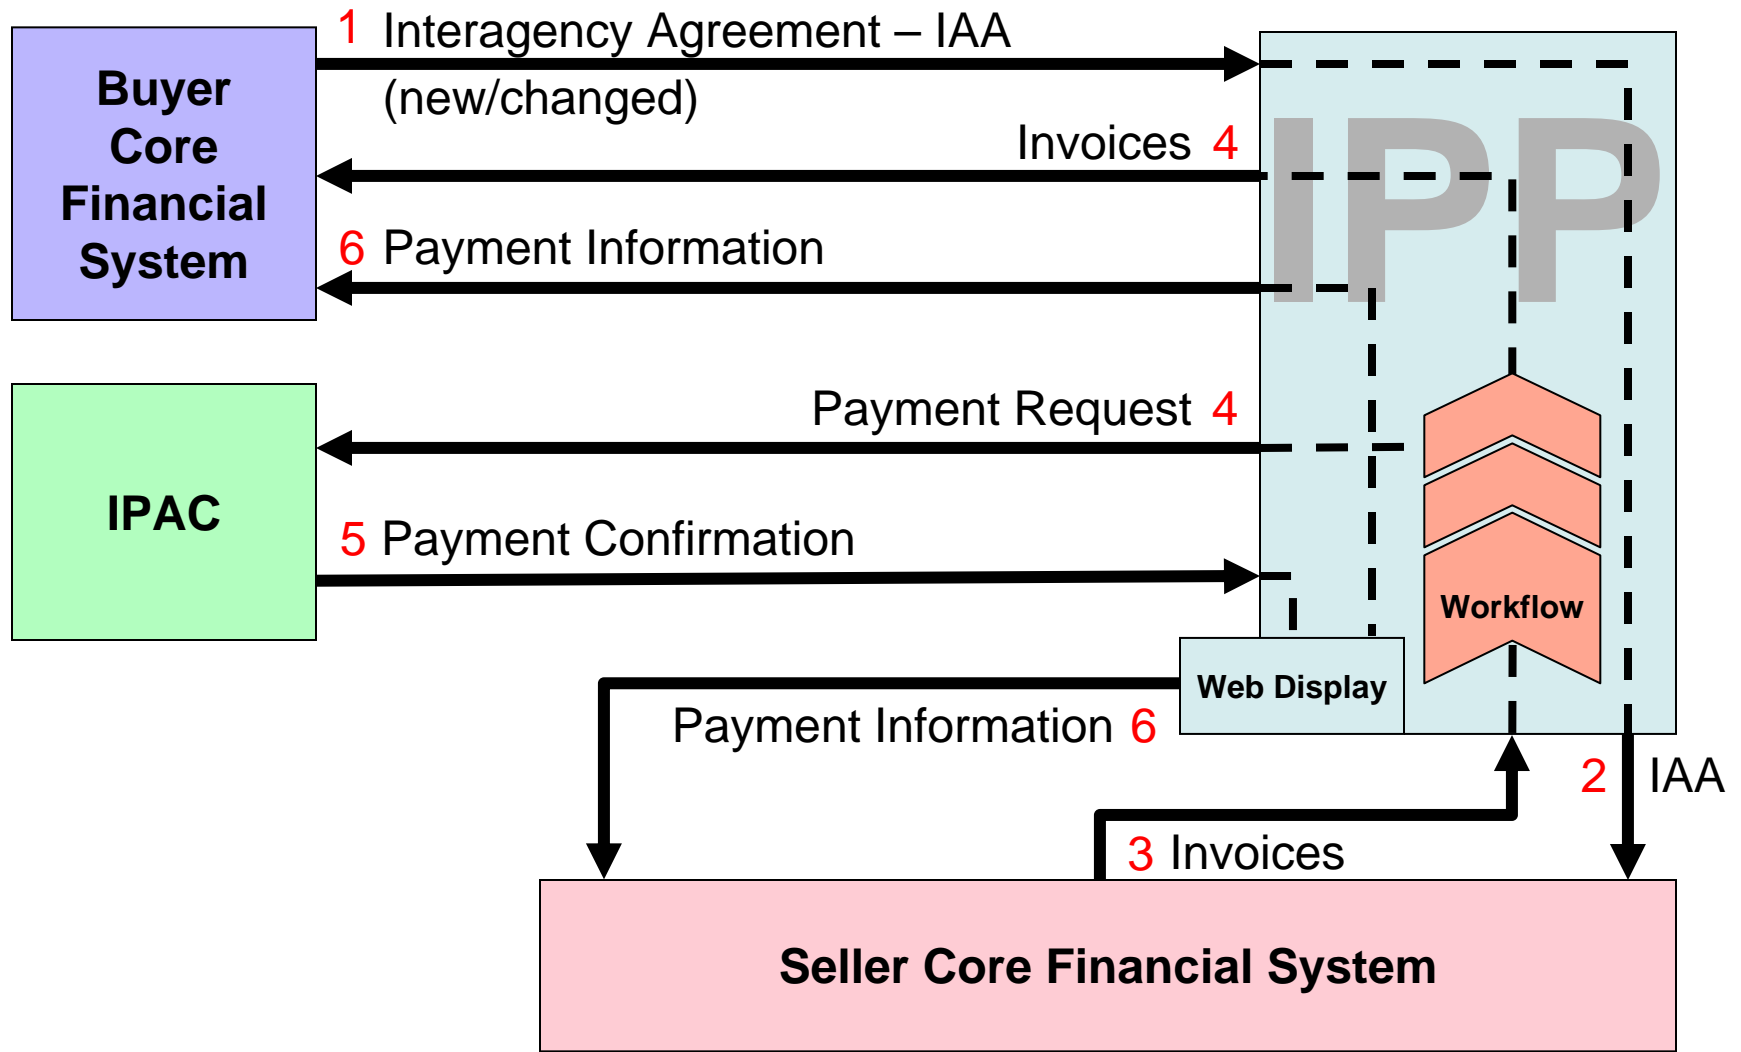 1 Interagency Agreement – IAA
(new/changed)
Buyer
Core
Financial
System
IPP
Invoices 4
6 Payment Information
Payment Request 4
IPAC
5 Payment Confirmation
Workflow
Web Display
Payment Information 6
2 IAA
3 Invoices
Seller Core Financial System